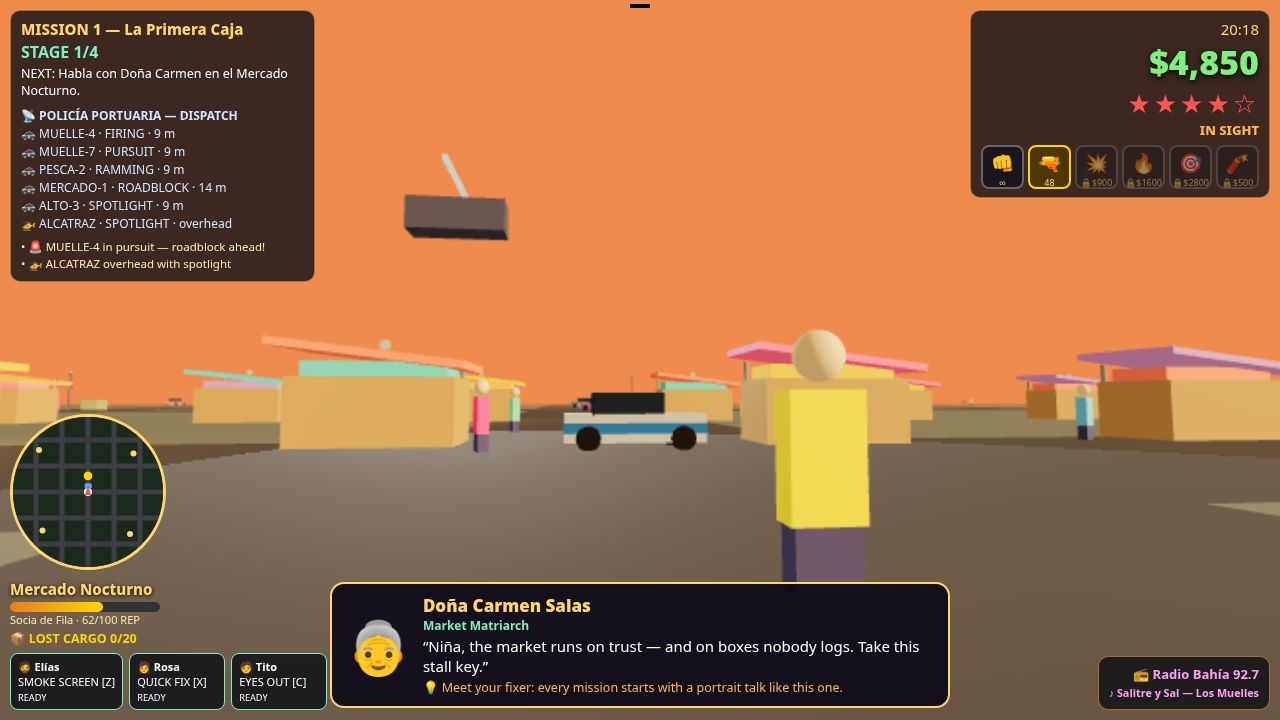 MISSION 1 — La Primera Caja
STAGE 1/4
NEXT: Habla con Doña Carmen en el Mercado
Nocturno.
📡 POLICÍA PORTUARIA — DISPATCH
🚓 MUELLE-4 · FIRING · 9 m
🚓 MUELLE-7 · PURSUIT · 9 m
🚓 PESCA-2 · RAMMING · 9 m
🚓 MERCADO-1 · ROADBLOCK · 14 m
🚓 ALTO-3 · SPOTLIGHT · 9 m
🚁 ALCATRAZ · SPOTLIGHT · overhead
• 🚨 MUELLE-4 in pursuit — roadblock ahead!
• 🚁 ALCATRAZ overhead with spotlight
20:18
$4,850
★★★★☆
IN SIGHT
∞ 48 🔒$900 🔒$1600 🔒$2800 🔒$500
Mercado Nocturno
Socia de Fila · 62/100 REP
📦 LOST CARGO 0/20
🧔 Elías
SMOKE SCREEN [Z]
READY
👩 Rosa
QUICK FIX [X]
READY
🧑 Tito
EYES OUT [C]
READY
Doña Carmen Salas
Market Matriarch
“Niña, the market runs on trust — and on boxes nobody logs. Take this
stall key.”
💡 Meet your fixer: every mission starts with a portrait talk like this one.
📻 Radio Bahía 92.7
♪ Salitre y Sal — Los Muelles